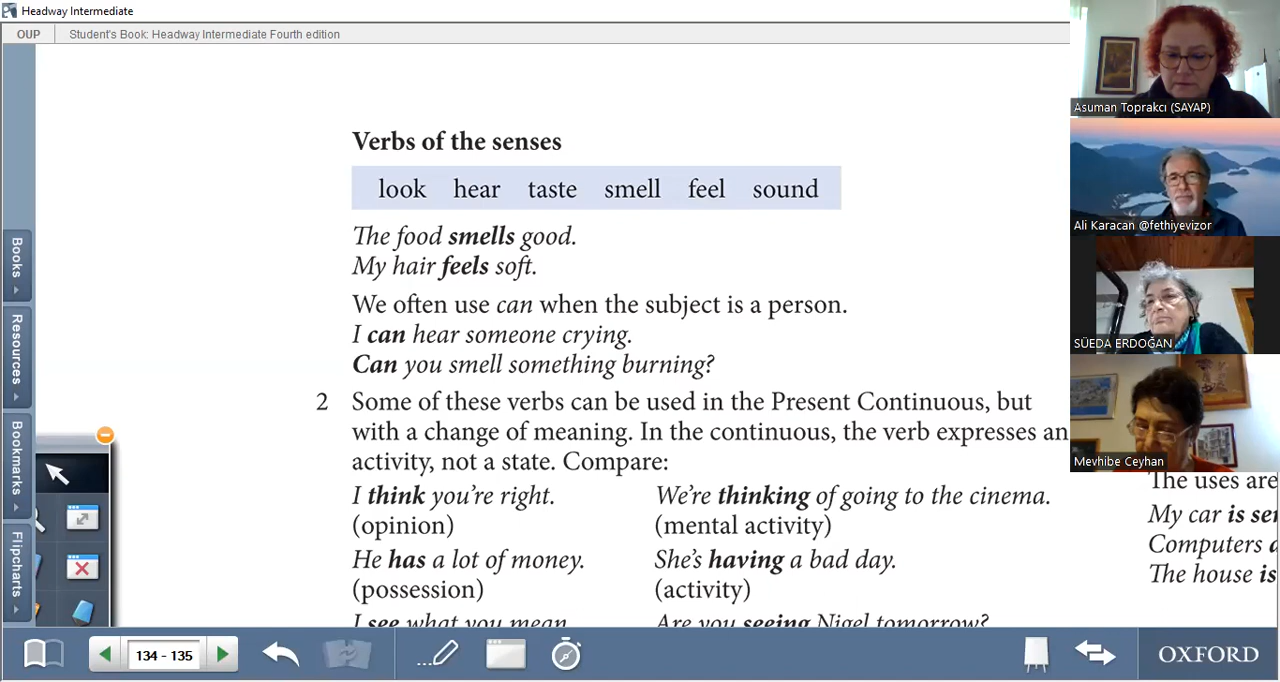 Headway Intermediate
OUP
Student's Book: Headway Intermediate Fourth edition
Verbs of the senses
look hear taste smell feel sound
The food smells good.
My hair feels soft.
We often use can when the subject is a person.
I can hear someone crying.
Can you smell something burning?
2 Some of these verbs can be used in the Present Continuous, but
with a change of meaning. In the continuous, the verb expresses an
activity, not a state. Compare:
I think you're right. We're thinking of going to the cinema.
(opinion) (mental activity)
He has a lot of money. She's having a bad day.
(possession) (activity)
I see what you mean. Are you seeing Nigel tomorrow?
The uses are
My car is
Computers
The house is
Books
Resources
Bookmarks
Flipcharts
Asuman Toprakcı (SAYAP)
Ali Karacan @fethiyevizor
SÜEDA ERDOĞAN
Mevhibe Ceyhan
134 - 135
OXFORD